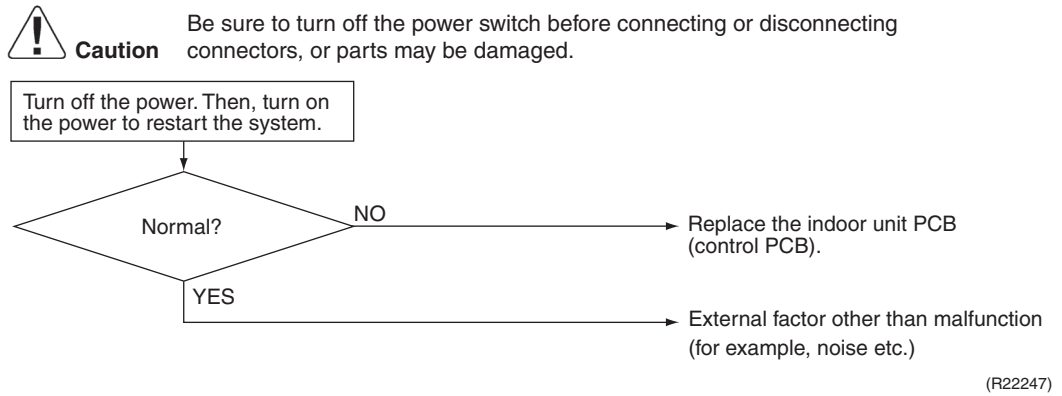 Be sure to turn off the power switch before connecting or disconnecting
Caution connectors, or parts may be damaged.
Turn off the power. Then, turn on
the power to restart the system.
Normal?
NO
Replace the indoor unit PCB
(control PCB).
YES
External factor other than malfunction
(for example, noise etc.)
(R22247)